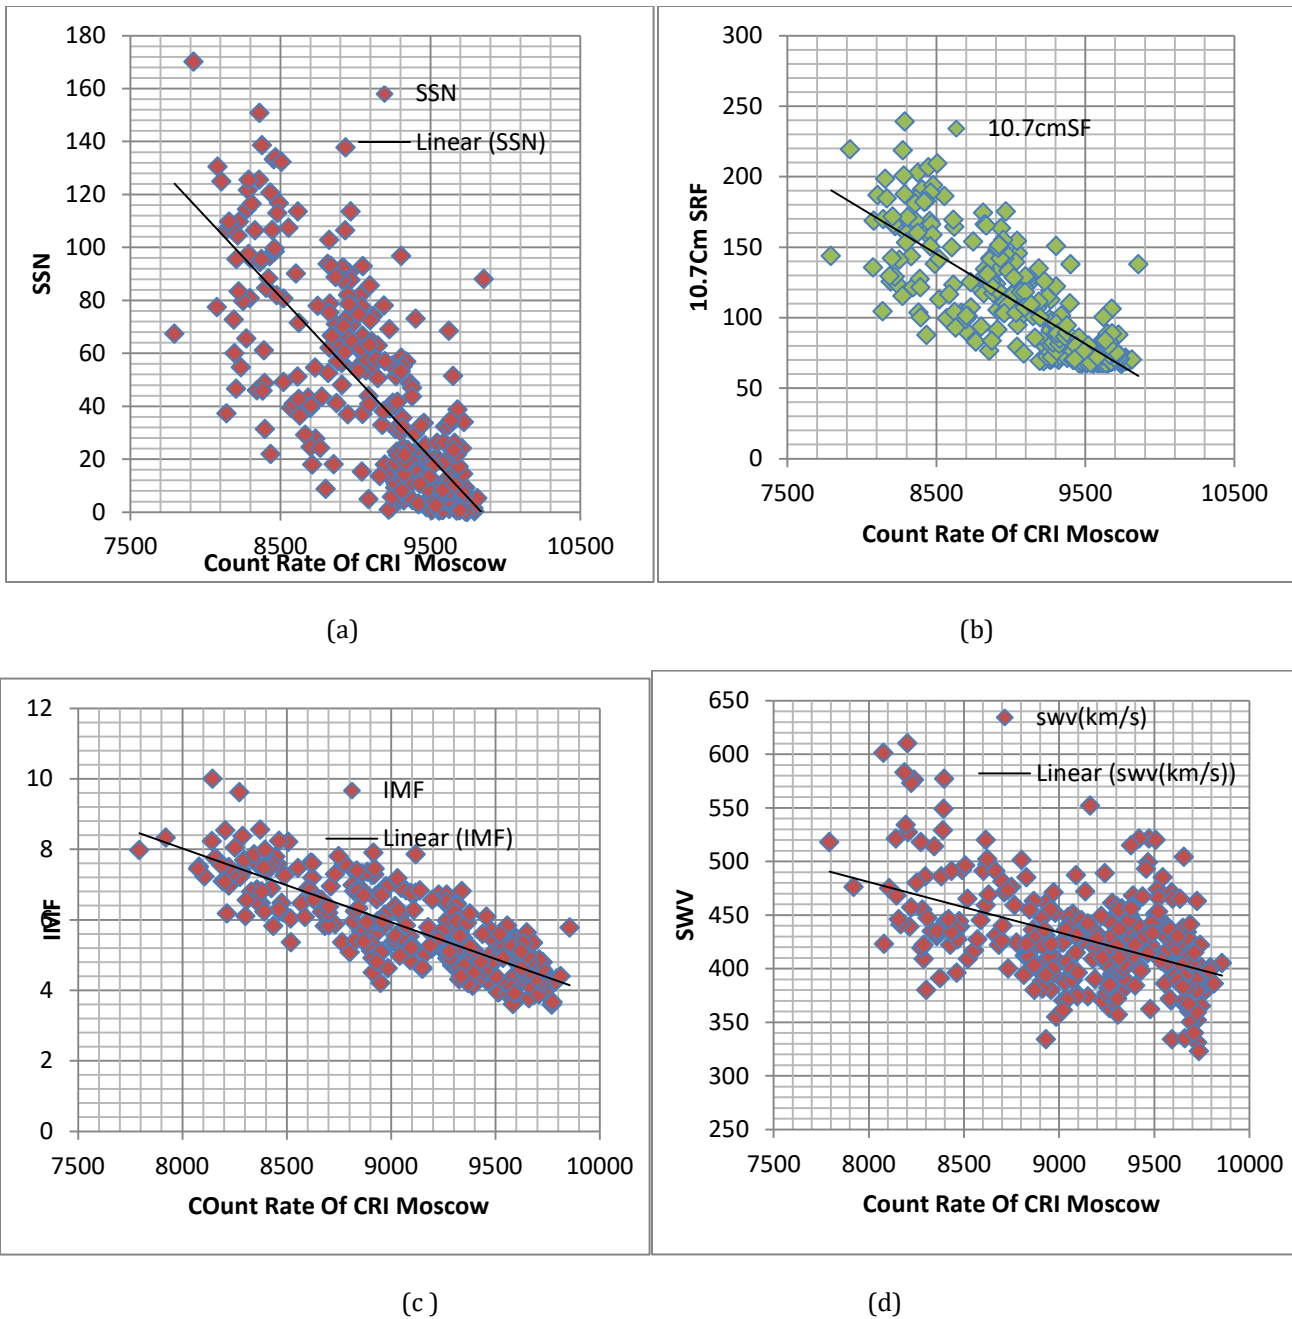 180
160
140
120
100
80
60
40
20
0
SSN
SSN
Linear (SSN)
7500 8500 9500 10500
Count Rate Of CRI Moscow
(a)
300
250
200
150
100
50
0
10.7Cm SRF
10.7cmSF
7500 8500 9500 10500
Count Rate Of CRI Moscow
(b)
12
10
8
6
4
2
0
IMF
IMF
Linear (IMF)
7500 8000 8500 9000 9500 10000
COunt Rate Of CRI Moscow
(c )
650
600
550
500
450
400
350
300
250
SWV
swv(km/s)
Linear (swv(km/s))
7500 8000 8500 9000 9500 10000
Count Rate Of CRI Moscow
(d)